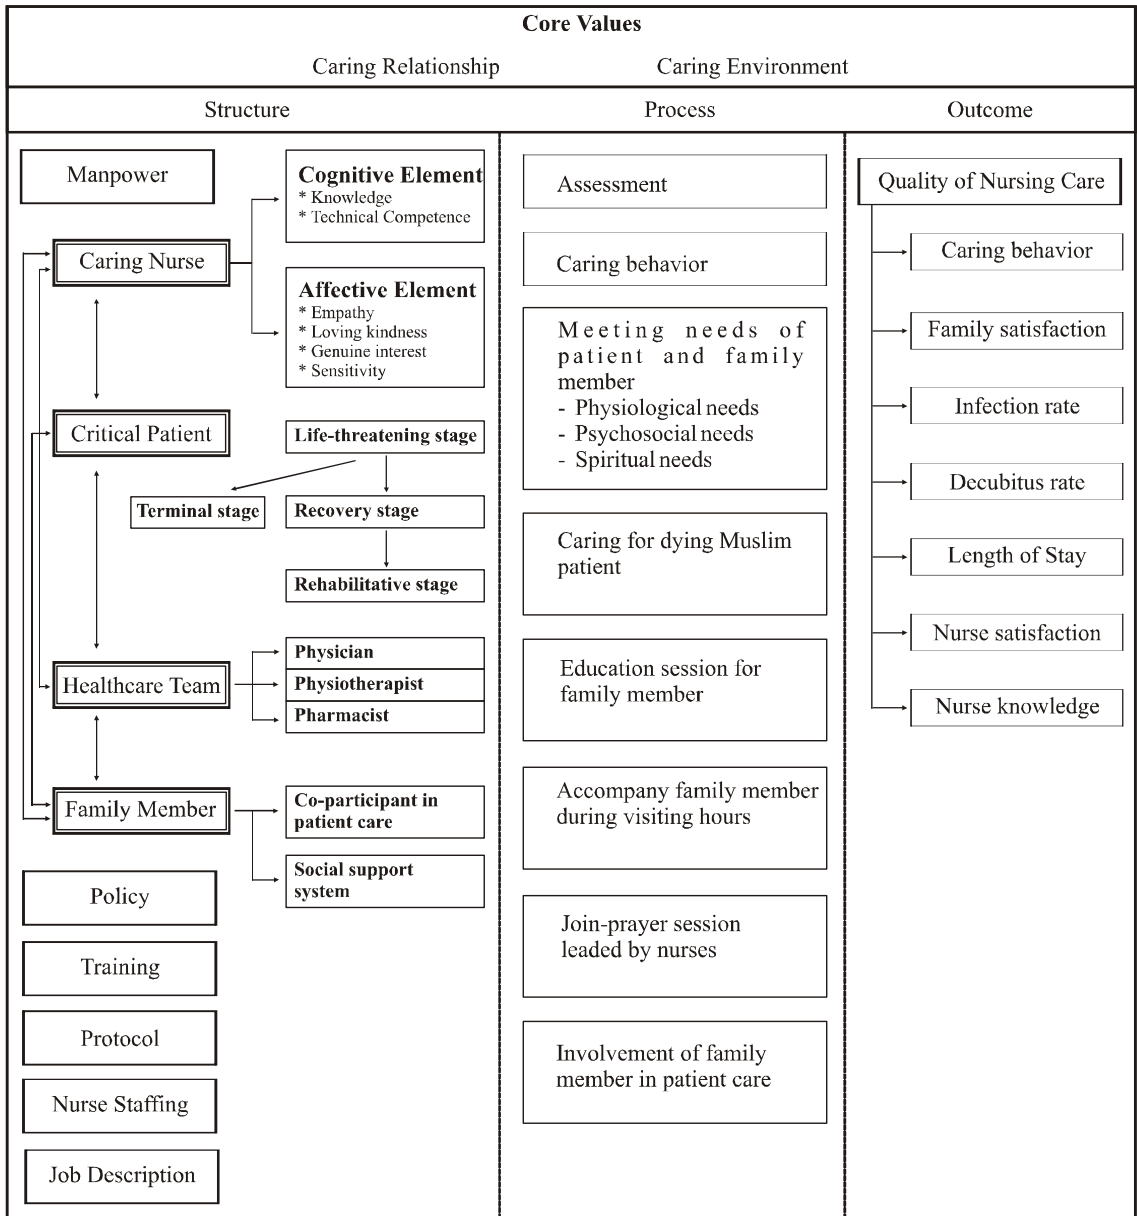 Core Values
Caring Relationship
Caring Environment
Structure
Process
Outcome
Manpower
Cognitive Element
* Knowledge
* Technical Competence
Caring Nurse
Affective Element
* Empathy
* Loving kindness
* Genuine interest
* Sensitivity
Critical Patient
Life-threatening stage
Terminal stage
Recovery stage
Rehabilitative stage
Healthcare Team
Physician
Physiotherapist
Pharmacist
Family Member
Co-participant in
patient care
Social support
system
Policy
Training
Protocol
Nurse Staffing
Job Description
Assessment
Caring behavior
Meeting needs of
patient and family
member
- Physiological needs
- Psychosocial needs
- Spiritual needs
Caring for dying Muslim
patient
Education session for
family member
Accompany family member
during visiting hours
Join-prayer session
leaded by nurses
Involvement of family
member in patient care
Quality of Nursing Care
Caring behavior
Family satisfaction
Infection rate
Decubitus rate
Length of Stay
Nurse satisfaction
Nurse knowledge